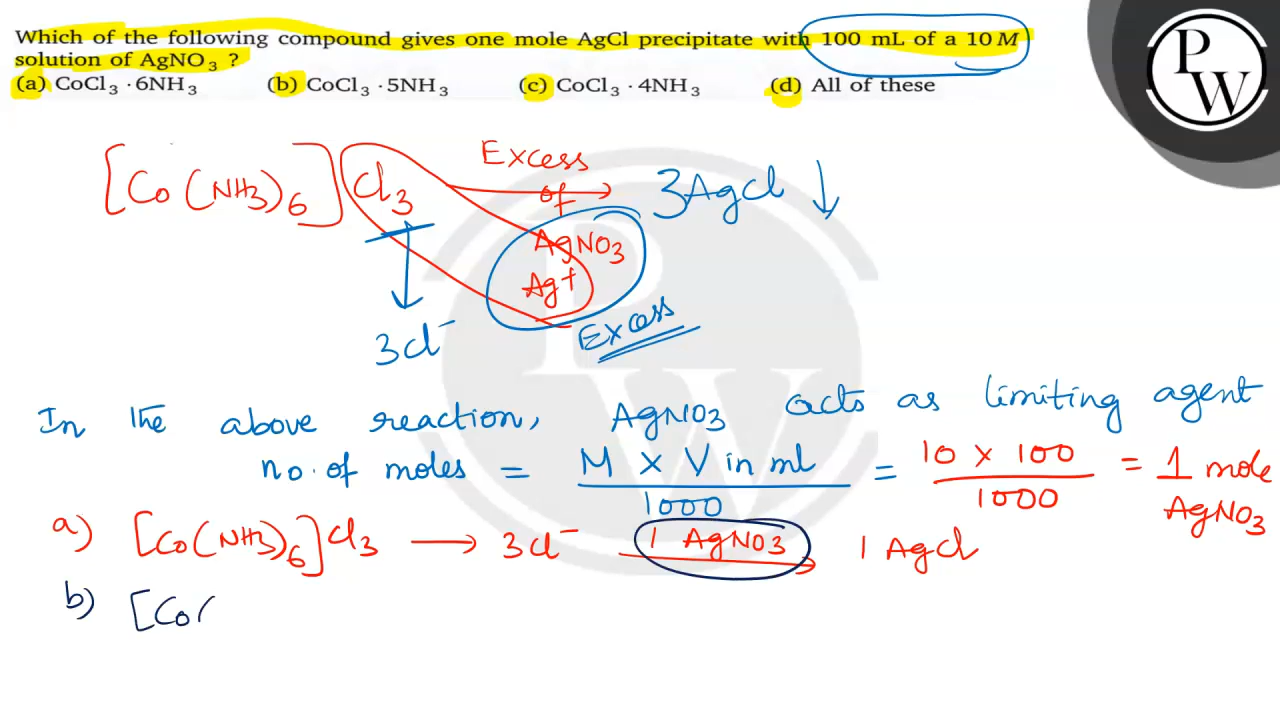 Which of the following compound gives one mole AgCl precipitate with 100 mL of a 10 M
solution of AgNO₃ ?
(a) CoCl₃ · 6NH₃ (b) CoCl₃ · 5NH₃ (c) CoCl₃ · 4NH₃ (d) All of these
P
W
[Co(NH3)6]Cl3 Excess of 3AgCl ↓
AgNO3
Ag+
Excess
3Cl⁻
In the above reaction, AgNO3 acts as limiting agent
no. of moles = M × V in ml / 1000 = 10 × 100 / 1000 = 1 mole AgNO3
a) [Co(NH3)6]Cl3 → 3Cl⁻ 1 AgNO3 → 1 AgCl
b) [Co(